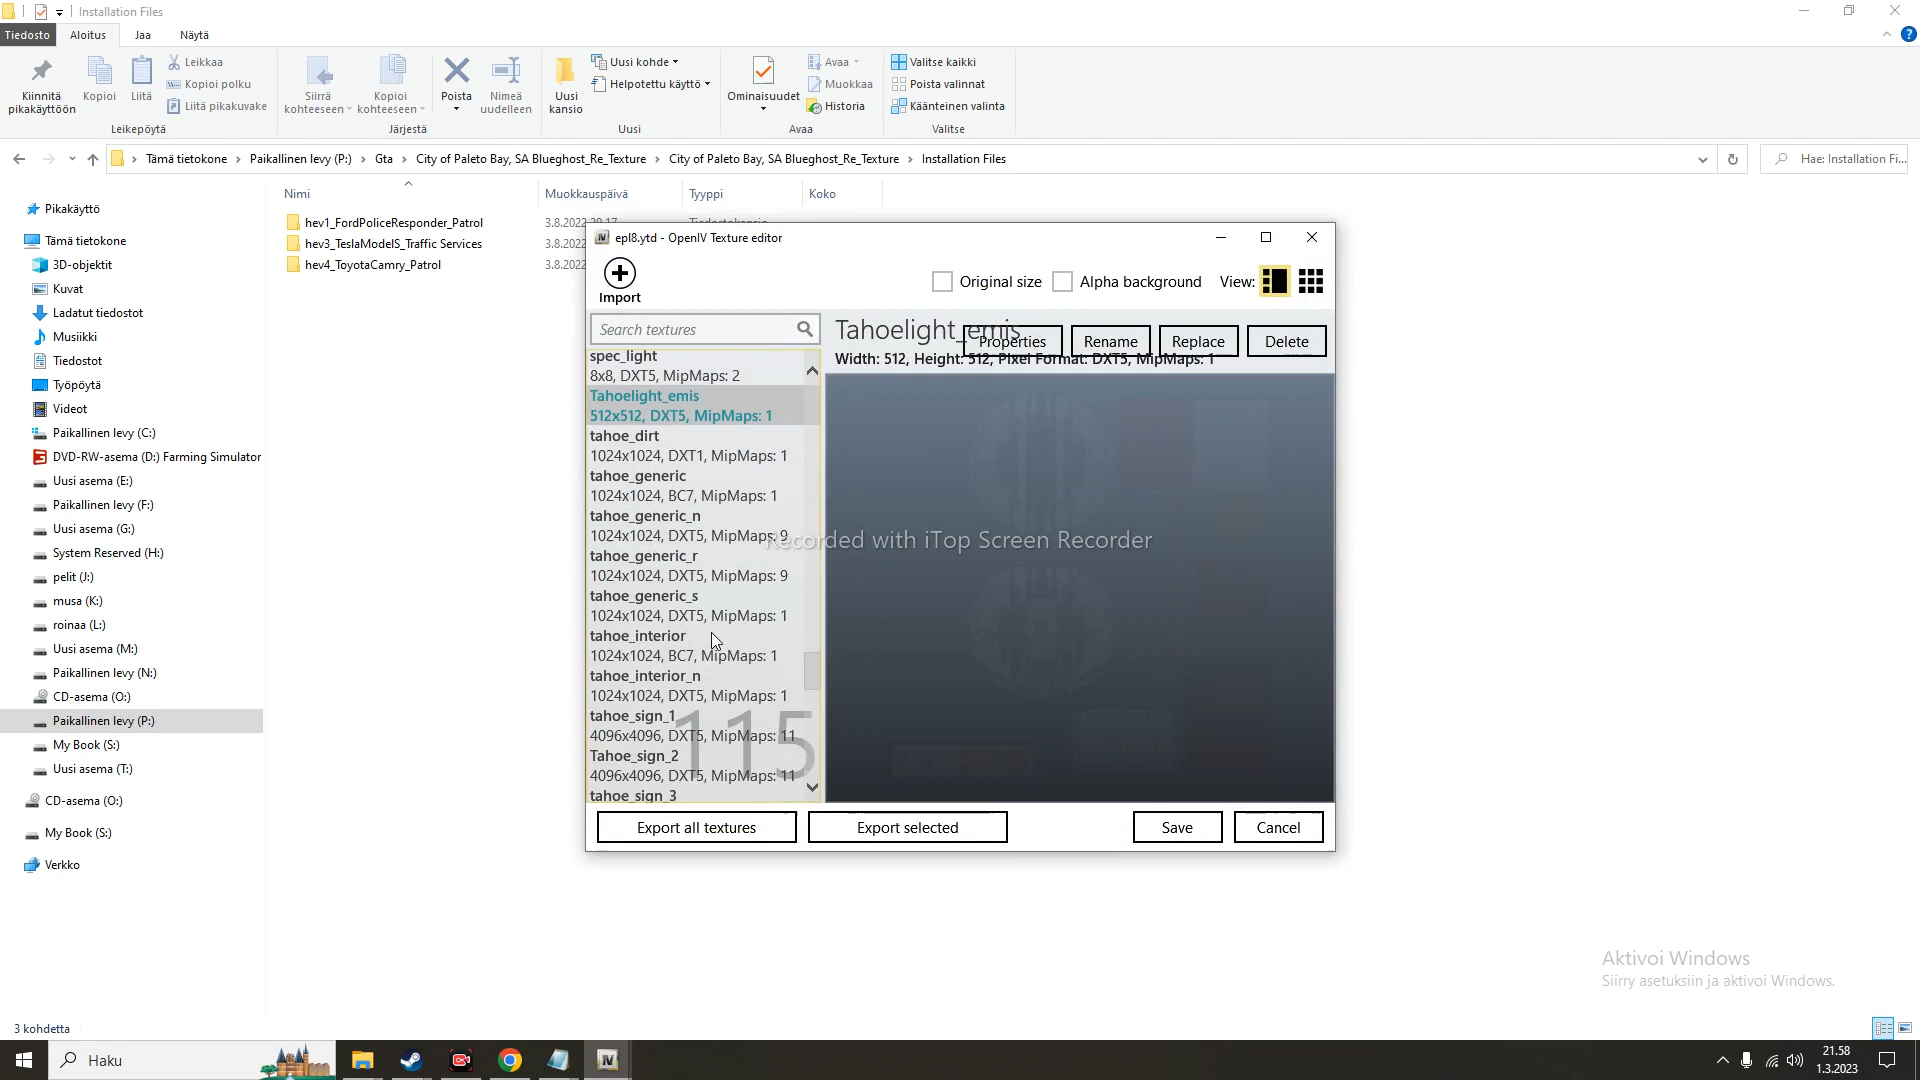 Installation Files
Tiedosto
Aloitus
Jaa
Näytä
Kiinnitä pikakäyttöön
Kopioi
Liitä
Leikkaa
Kopioi polku
Liitä pikakuvake
Leikepöytä
Siirrä kohteeseen
Kopioi kohteeseen
Poista
Nimeä uudelleen
Järjestä
Uusi kansio
Uusi kohde
Helpotettu käyttö
Uusi
Ominaisuudet
Avaa
Muokkaa
Historia
Avaa
Valitse kaikki
Poista valinnat
Käänteinen valinta
Valitse
Tämä tietokone
Paikallinen levy (P:)
Gta
City of Paleto Bay, SA Blueghost_Re_Texture
City of Paleto Bay, SA Blueghost_Re_Texture
Installation Files
Hae: Installation Fi...
Nimi
Muokkauspäivä
Tyyppi
Koko
hev1_FordPoliceResponder_Patrol
3.8.2022 20.17
Tiedostokansio
hev3_TeslaModelS_Traffic Services
3.8.2022
hev4_ToyotaCamry_Patrol
3.8.2022
Pikakäyttö
Tämä tietokone
3D-objektit
Kuvat
Ladatut tiedostot
Musiikki
Tiedostot
Työpöytä
Videot
Paikallinen levy (C:)
DVD-RW-asema (D:) Farming Simulator
Uusi asema (E:)
Paikallinen levy (F:)
Uusi asema (G:)
System Reserved (H:)
pelit (J:)
musa (K:)
roinaa (L:)
Uusi asema (M:)
Paikallinen levy (N:)
CD-asema (O:)
Paikallinen levy (P:)
My Book (S:)
Uusi asema (T:)
CD-asema (O:)
My Book (S:)
Verkko
3 kohdetta
epl8.ytd - OpenIV Texture editor
Import
Original size
Alpha background
View:
Search textures
Tahoelight_emis
Properties
Rename
Replace
Delete
Width: 512, Height: 512, Pixel Format: DXT5, MipMaps: 1
spec_light
8x8, DXT5, MipMaps: 2
Tahoelight_emis
512x512, DXT5, MipMaps: 1
tahoe_dirt
1024x1024, DXT1, MipMaps: 1
tahoe_generic
1024x1024, BC7, MipMaps: 1
tahoe_generic_n
1024x1024, DXT5, MipMaps: 9
tahoe_generic_r
1024x1024, DXT5, MipMaps: 9
tahoe_generic_s
1024x1024, DXT5, MipMaps: 1
tahoe_interior
1024x1024, BC7, MipMaps: 1
tahoe_interior_n
1024x1024, DXT5, MipMaps: 1
tahoe_sign_1
4096x4096, DXT5, MipMaps: 11
Tahoe_sign_2
4096x4096, DXT5, MipMaps: 11
tahoe_sign_3
115
Recorded with iTop Screen Recorder
Export all textures
Export selected
Save
Cancel
Aktivoi Windows
Siirry asetuksiin ja aktivoi Windows.
Haku
21.58
1.3.2023